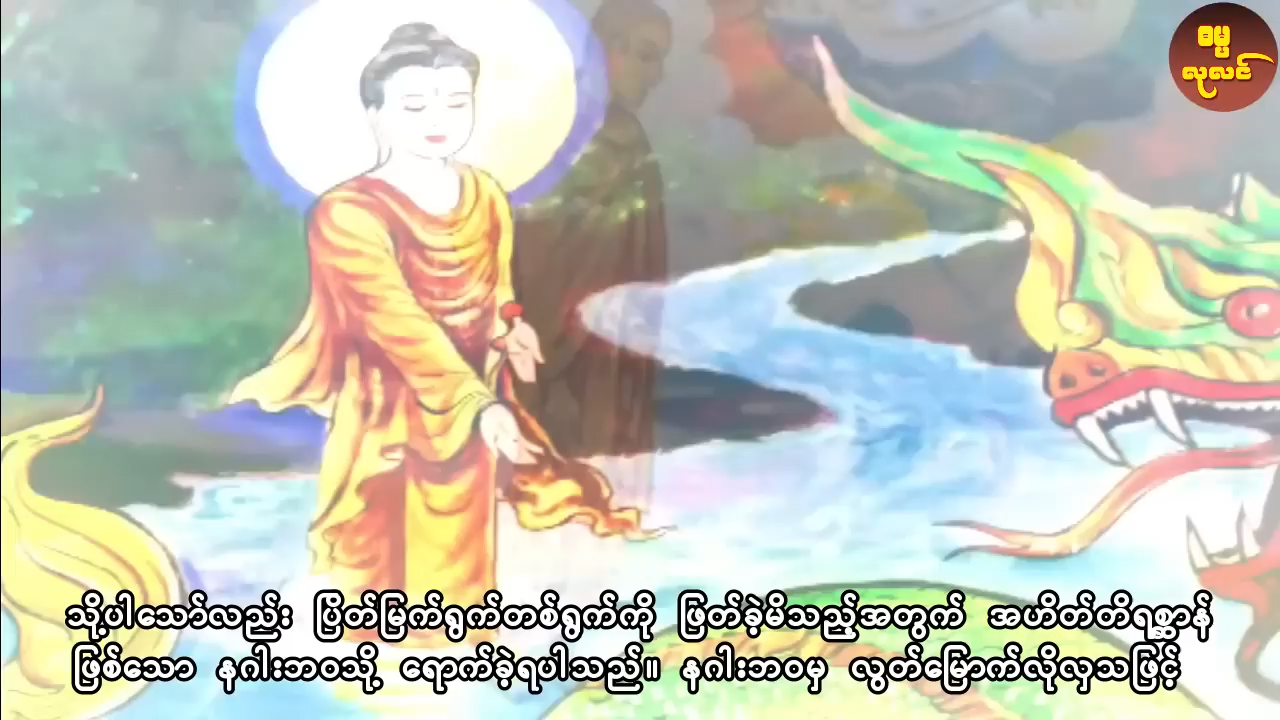 ဓမ္မ
လုလင်
သို့ပါသော်လည်း ပြိတ်မြက်ရွက်တစ်ရွက်ကို ဖြတ်ခဲ့မိသည့်အတွက် အဟိတ်တိရစ္ဆာန်
ဖြစ်သော နဂါးဘဝသို့ ရောက်ခဲ့ရပါသည်။ နဂါးဘဝမှ လွတ်မြောက်လိုလှသဖြင့်